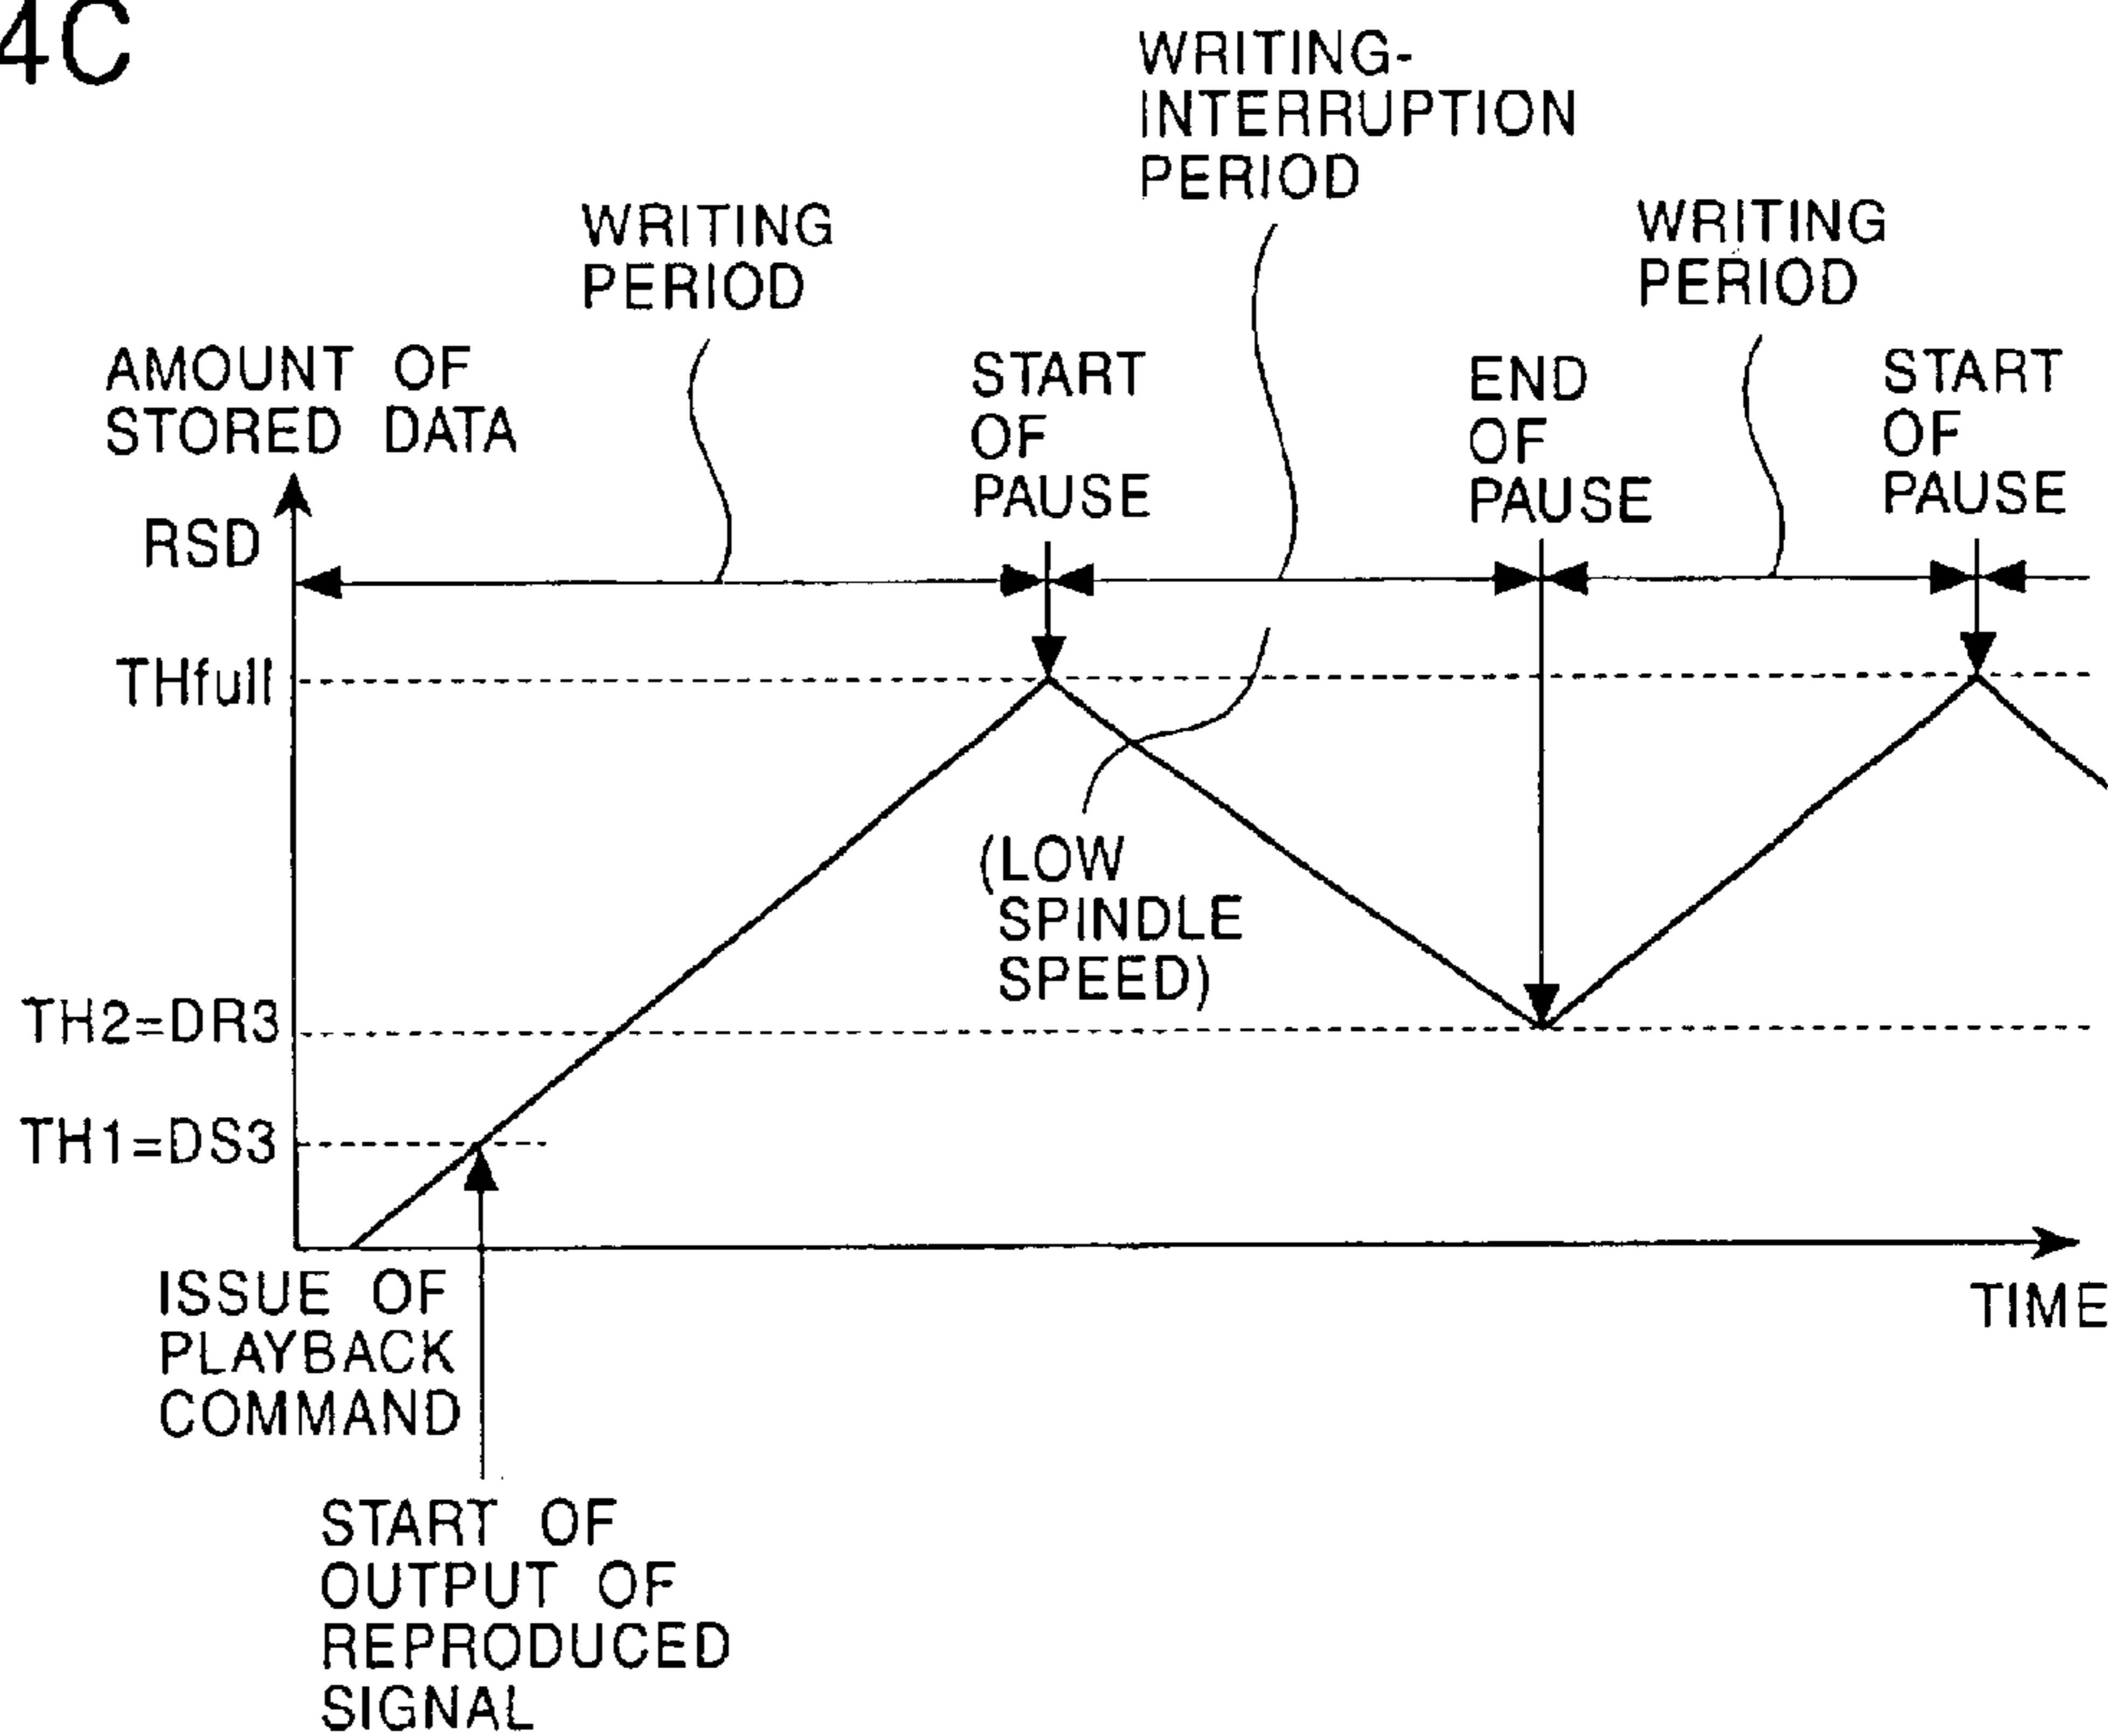 4C
WRITING-
INTERRUPTION
PERIOD
WRITING
PERIOD
WRITING
PERIOD
AMOUNT OF
STORED DATA
START
OF
PAUSE
END
OF
PAUSE
START
OF
PAUSE
RSD
THfull
(LOW
SPINDLE
SPEED)
TH2=DR3
TH1=DS3
ISSUE OF
PLAYBACK
COMMAND
TIME
START OF
OUTPUT OF
REPRODUCED
SIGNAL